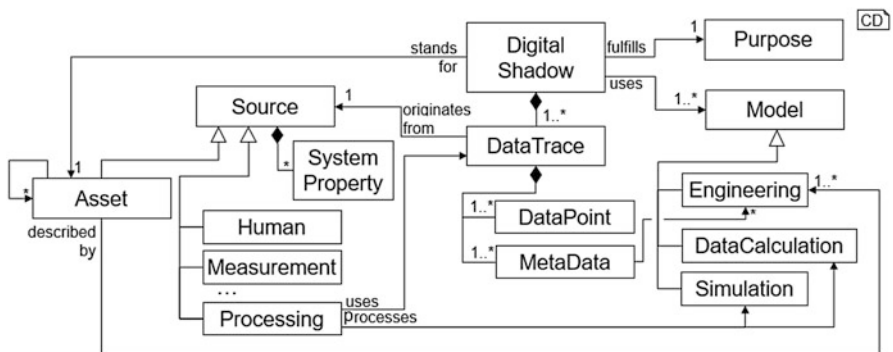 CD
stands
for
Digital
Shadow
fulfills
1
Purpose
uses
1..*
Model
Source
1
originates
from
1..*
DataTrace
*
System
Property
*
1
Asset
described
by
Human
Measurement
...
Processing
uses
processes
1..*
DataPoint
1..*
MetaData
Engineering
1..*
*
DataCalculation
Simulation